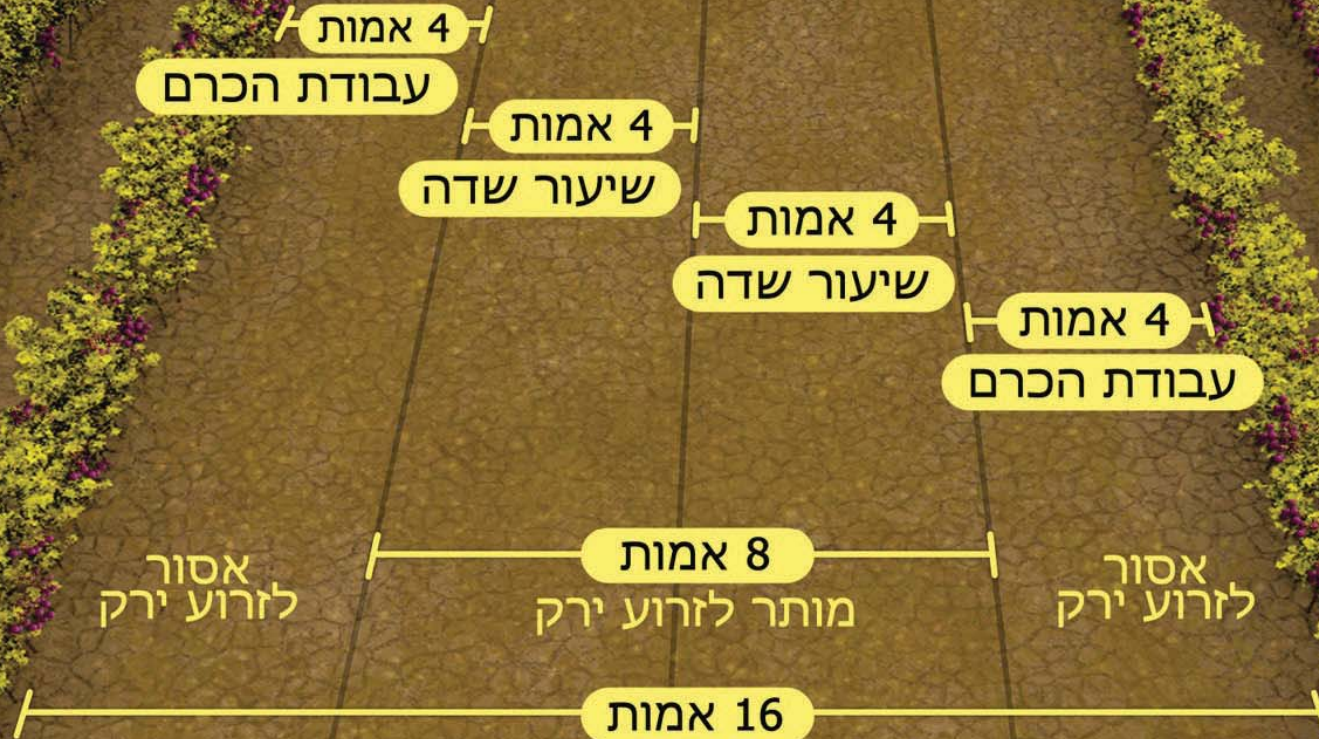 4 אמות
עבודת הכרם
4 אמות
שיעור שדה
4 אמות
שיעור שדה
4 אמות
עבודת הכרם
אסור
לזרוע ירק
8 אמות
מותר לזרוע ירק
אסור
לזרוע ירק
16 אמות